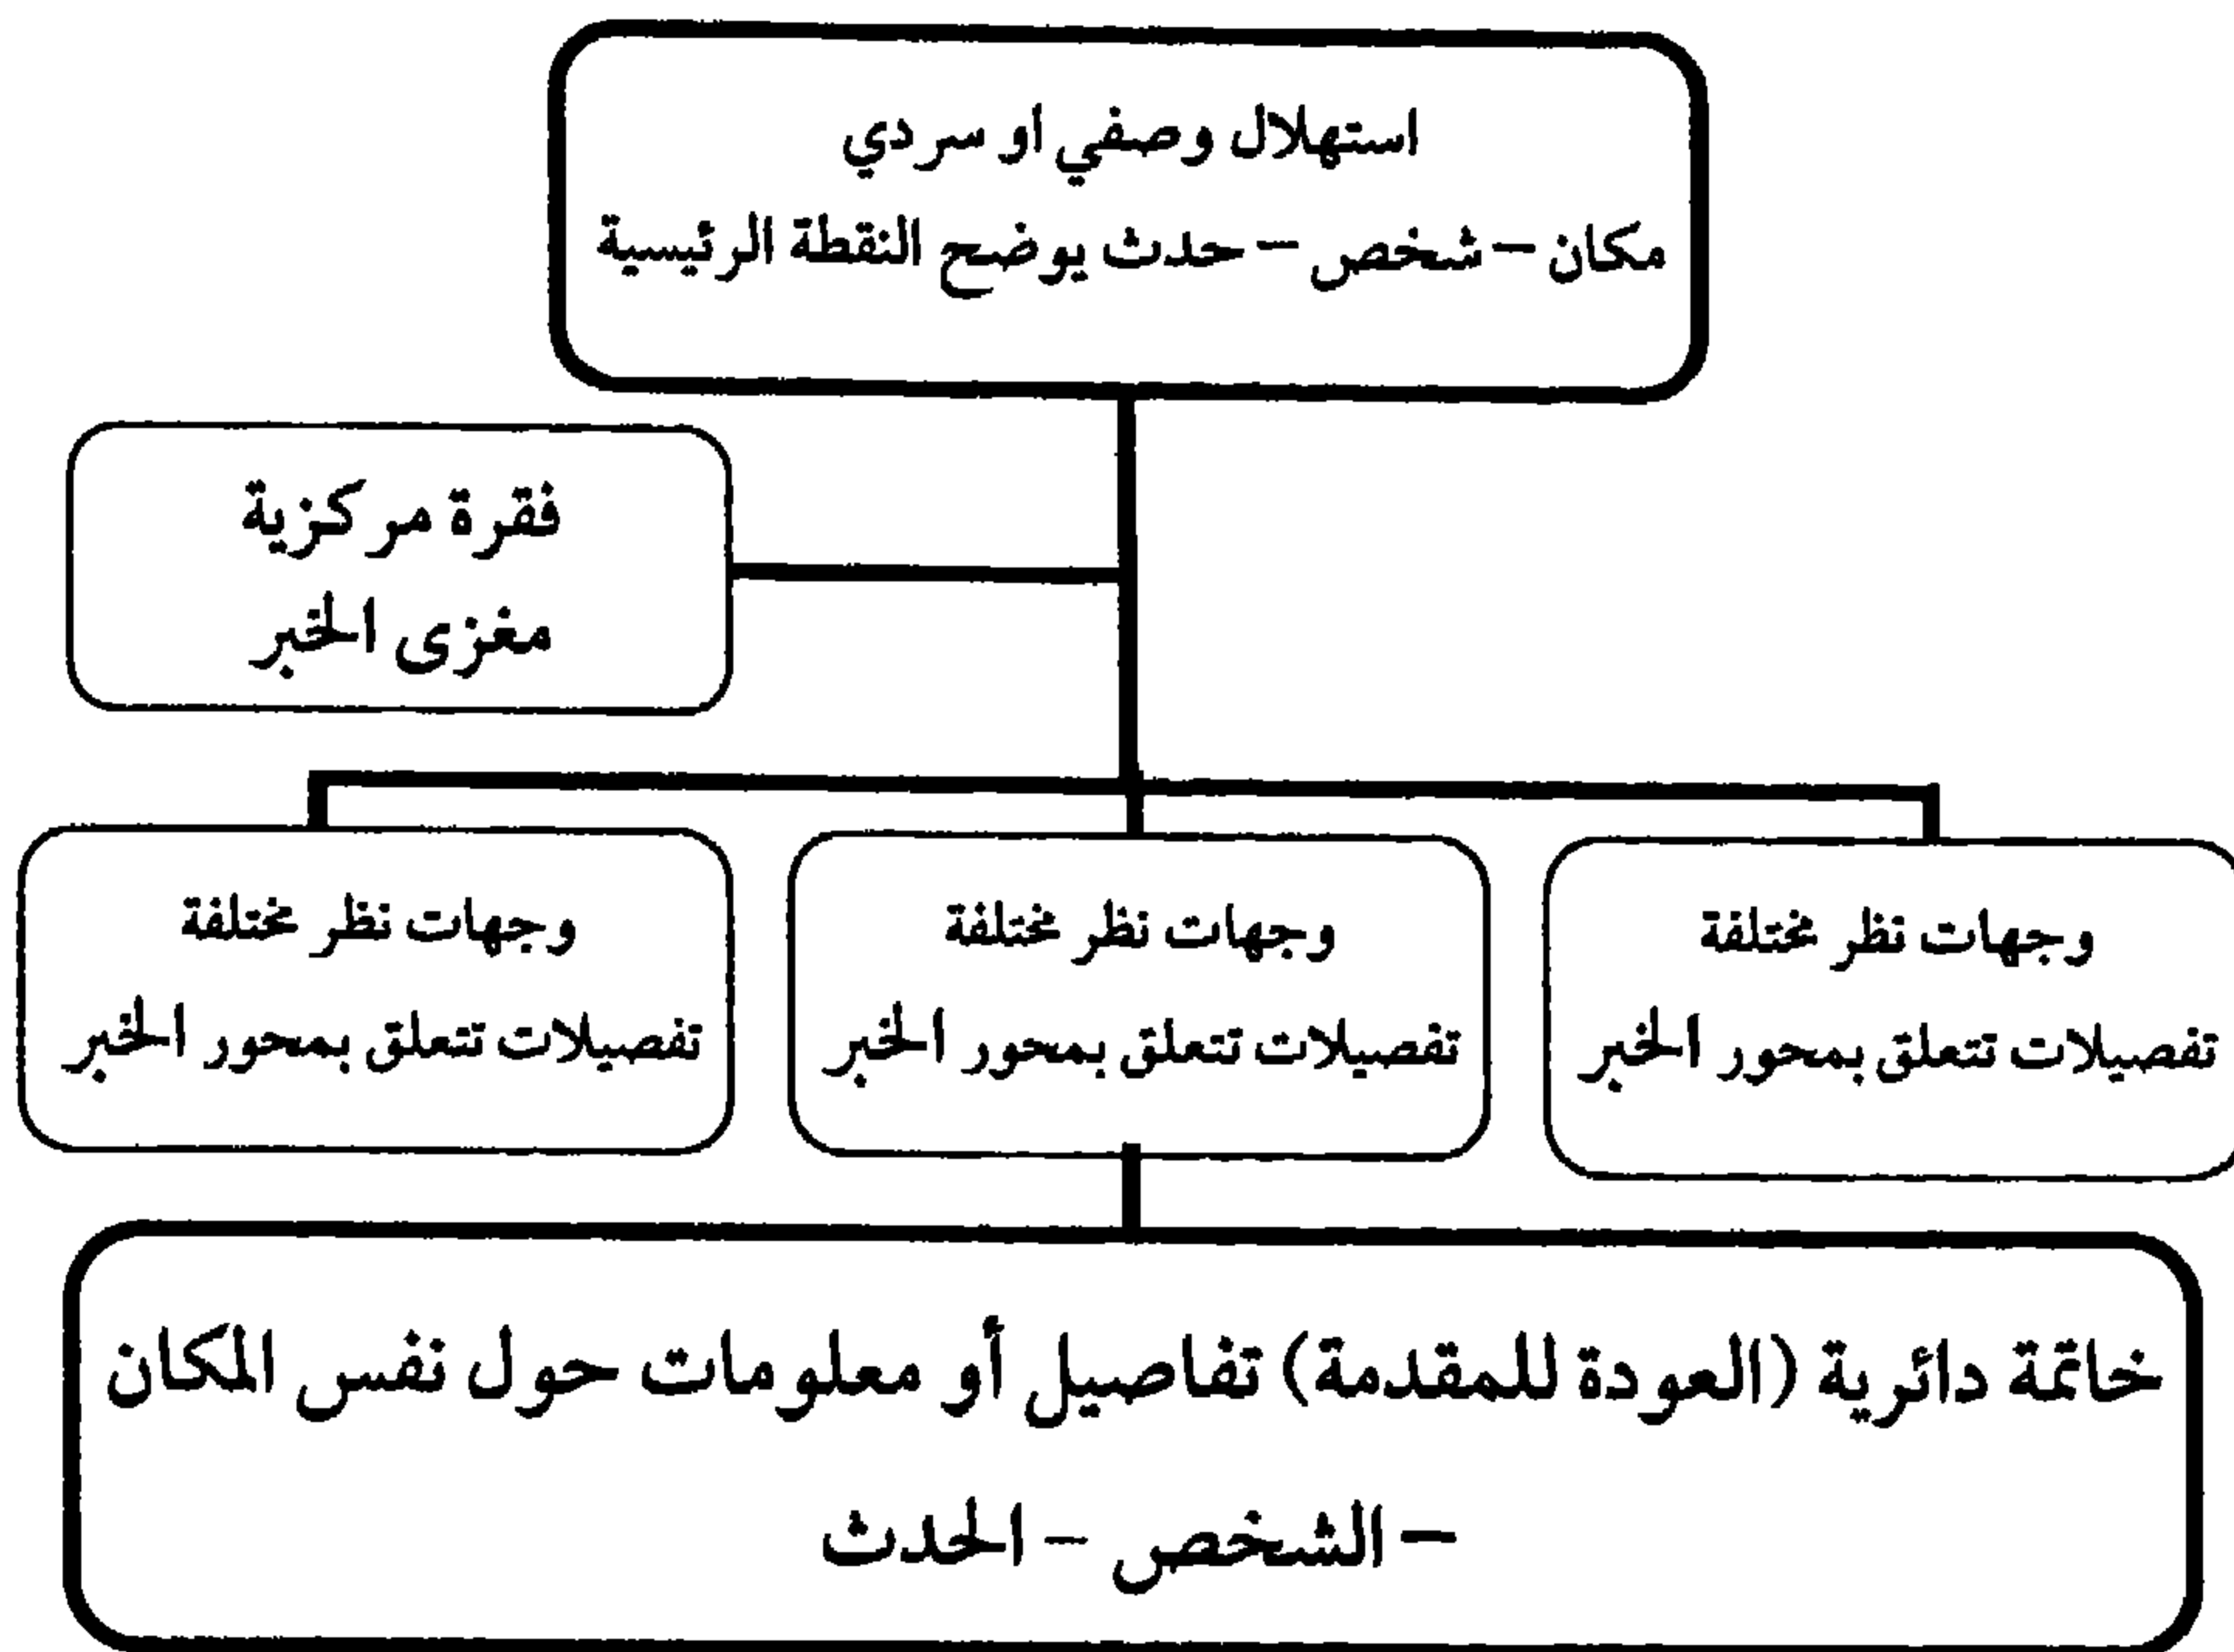 استهلال وصفي او سردي
مكان – شخص – حدث يوضح النقطة الرئيسية
فقرة مركزية
مغزى الخبر
وجهات نظر مختلفة
تفصيلات تتعلق بمحور الخبر
وجهات نظر مختلفة
تفصيلات تتعلق بمحور الخبر
وجهات نظر مختلفة
تفصيلات تتعلق بمحور الخبر
خاتمة دائرية (العودة للمقدمة) تفاصيل أو معلومات حول نفس المكان
– الشخص – الحدث